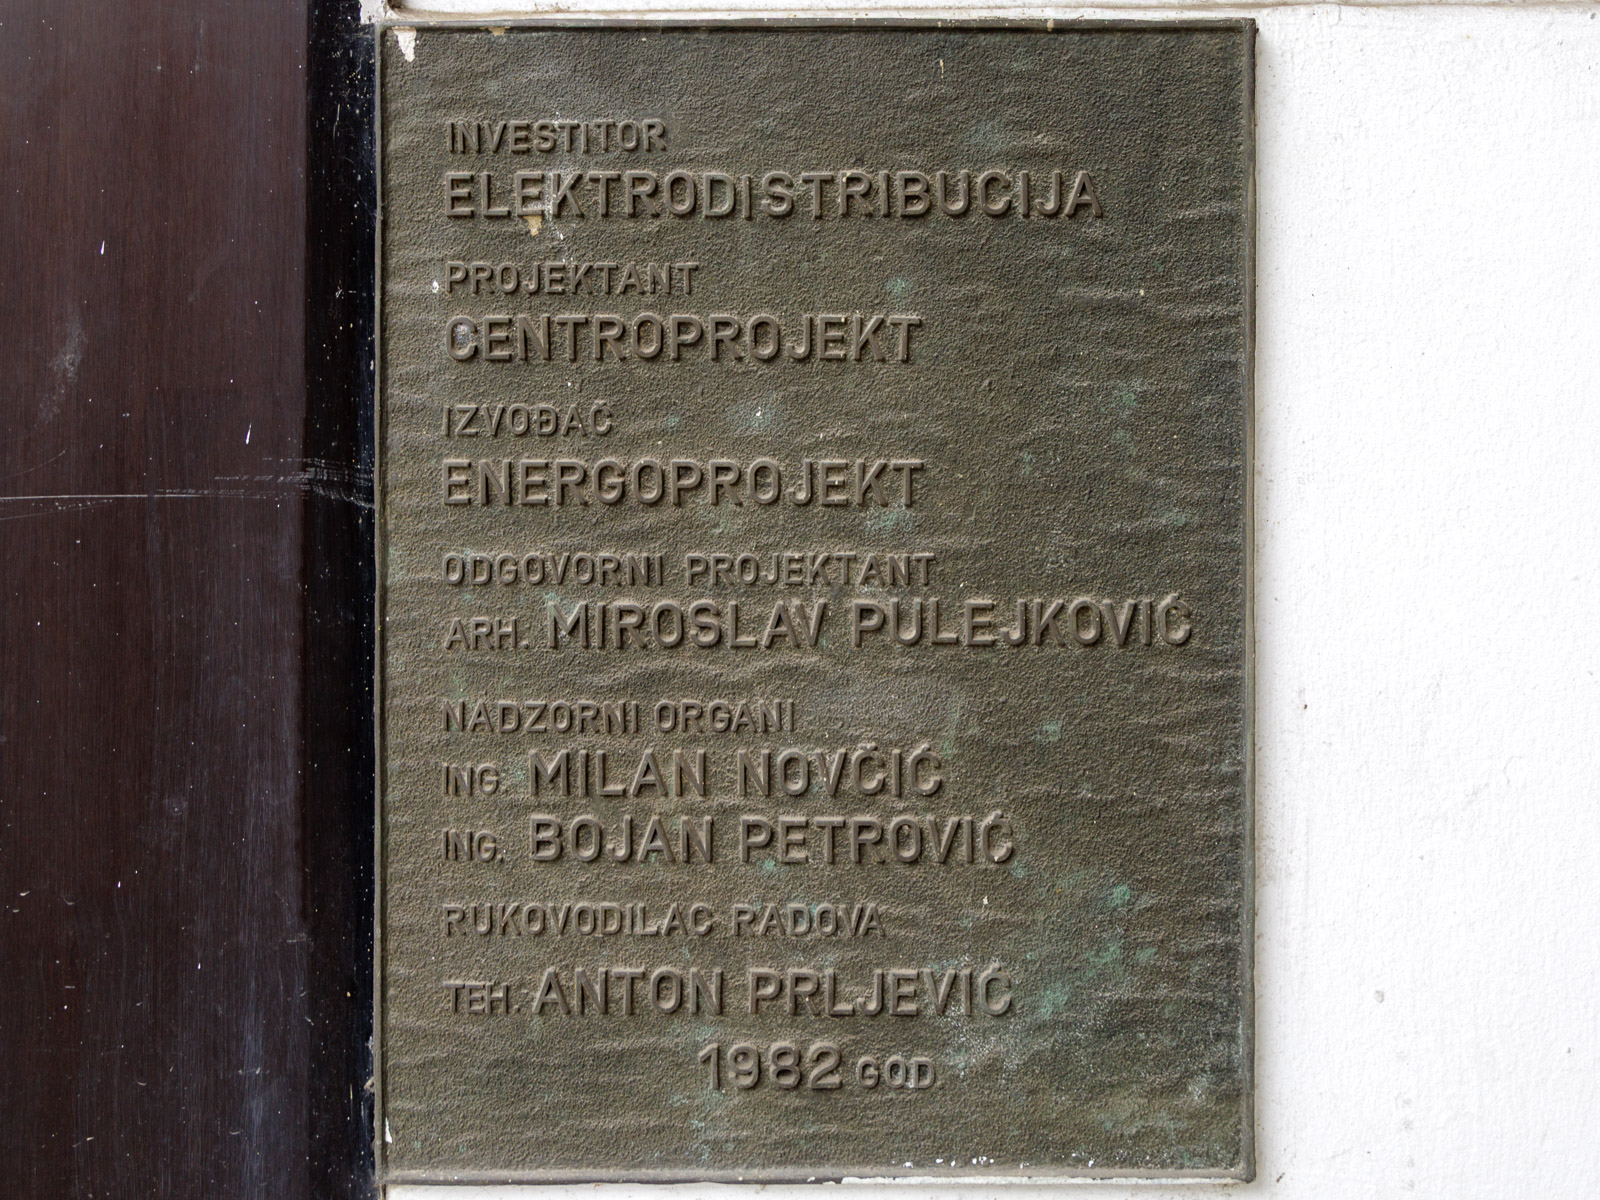 INVESTITOR
ELEKTRODISTRIBUCIJA
PROJEKTANT
CENTROPROJEKT
IZVOĐAČ
ENERGOPROJEKT
ODGOVORNI PROJEKTANT
ARH. MIROSLAV PULEJKOVIĆ
NADZORNI ORGANI
ING. MILAN NOVČIĆ
ING. BOJAN PETROVIĆ
RUKOVODILAC RADOVA
TEH. ANTON PRLJEVIĆ
1982 GOD.